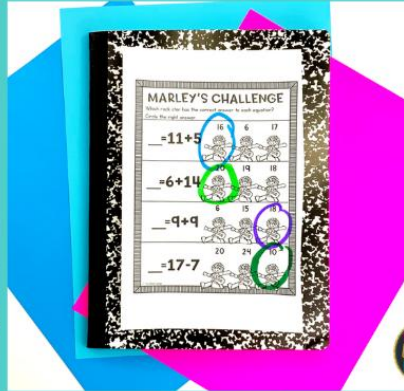 MARLEY'S CHALLENGE
Which rock star has the correct answer to each equation?
Circle the right answer.
__=11+5 16 6 17
__=6+14 20 19 18
__=9+9 6 15 18
__=17-7 20 24 10